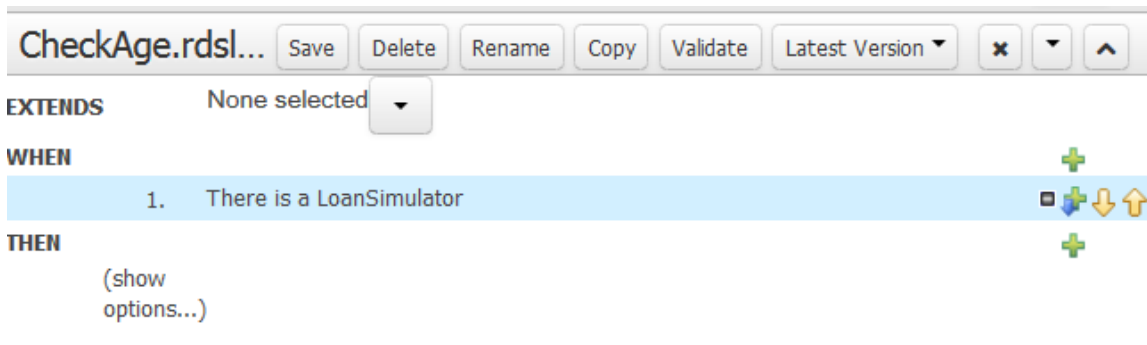 CheckAge.rdsl... Save Delete Rename Copy Validate Latest Version
EXTENDS None selected
WHEN
1. There is a LoanSimulator
THEN
(show
options...)